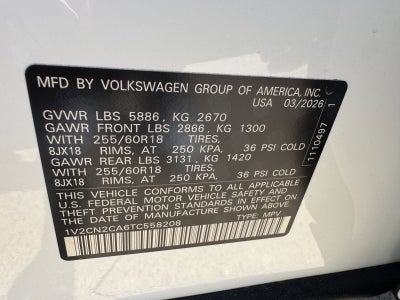 MFD BY VOLKSWAGEN GROUP OF AMERICA, INC.
USA 03/2026
GVWR LBS 5886, KG 2670
GAWR FRONT LBS 2866, KG 1300
WITH 255/60R18 TIRES,
8JX18 RIMS, AT 250 KPA, 36 PSI COLD
GAWR REAR LBS 3131, KG 1420
WITH 255/60R18 TIRES,
8JX18 RIMS, AT 250 KPA, 36 PSI COLD
THIS VEHICLE CONFORMS TO ALL APPLICABLE
U.S. FEDERAL MOTOR VEHICLE SAFETY AND
THEFT PREVENTION STANDARDS IN EFFECT ON
THE DATE OF MANUFACTURE SHOWN ABOVE.
1V2CN2CA6TC558208 TYPE: MPV
1110497 1 C